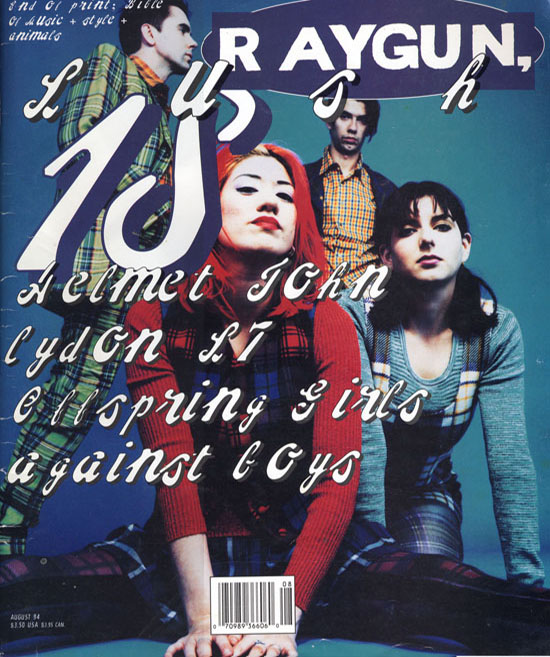 End Of print: Bible
Of Music + style +
animals
RAYGUN,
Lush
18
Helmet John
lydon L7
Offspring Girls
against boys
08
0 70989 36606 0
AUGUST 94
$3.50 USA $3.95 CAN.